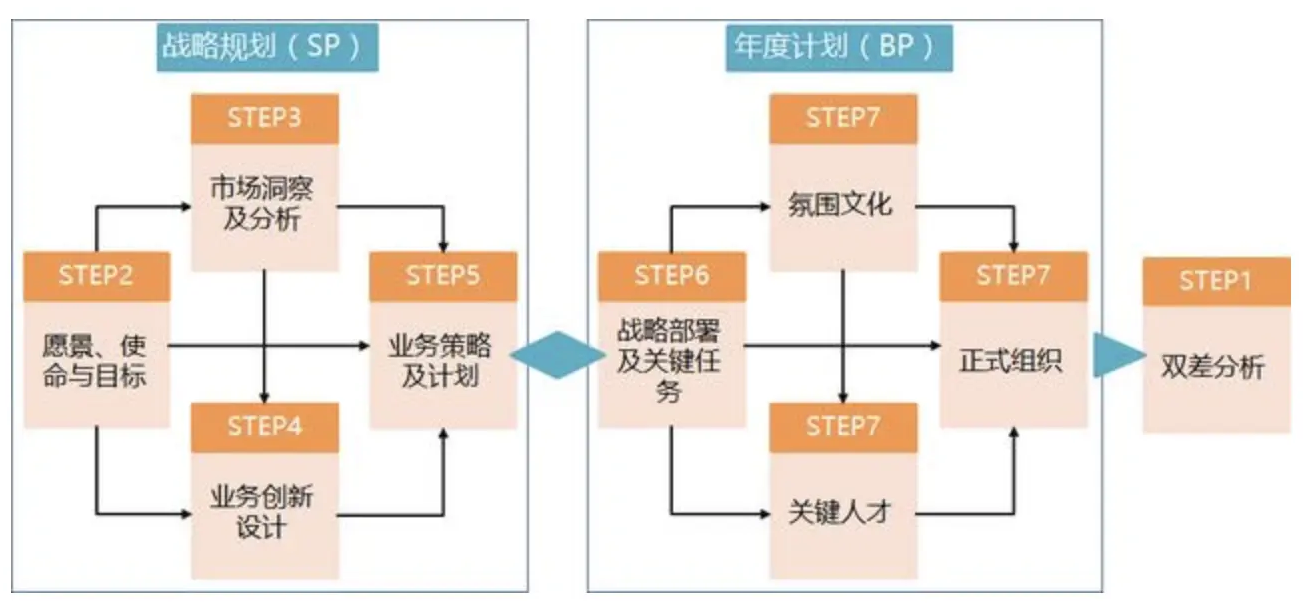 战略规划（SP）
STEP3
市场洞察
及分析
STEP2
愿景、使
命与目标
STEP5
业务策略
及计划
STEP4
业务创新
设计
年度计划（BP）
STEP7
氛围文化
STEP6
战略部署
及关键任
务
STEP7
正式组织
STEP7
关键人才
STEP1
双差分析